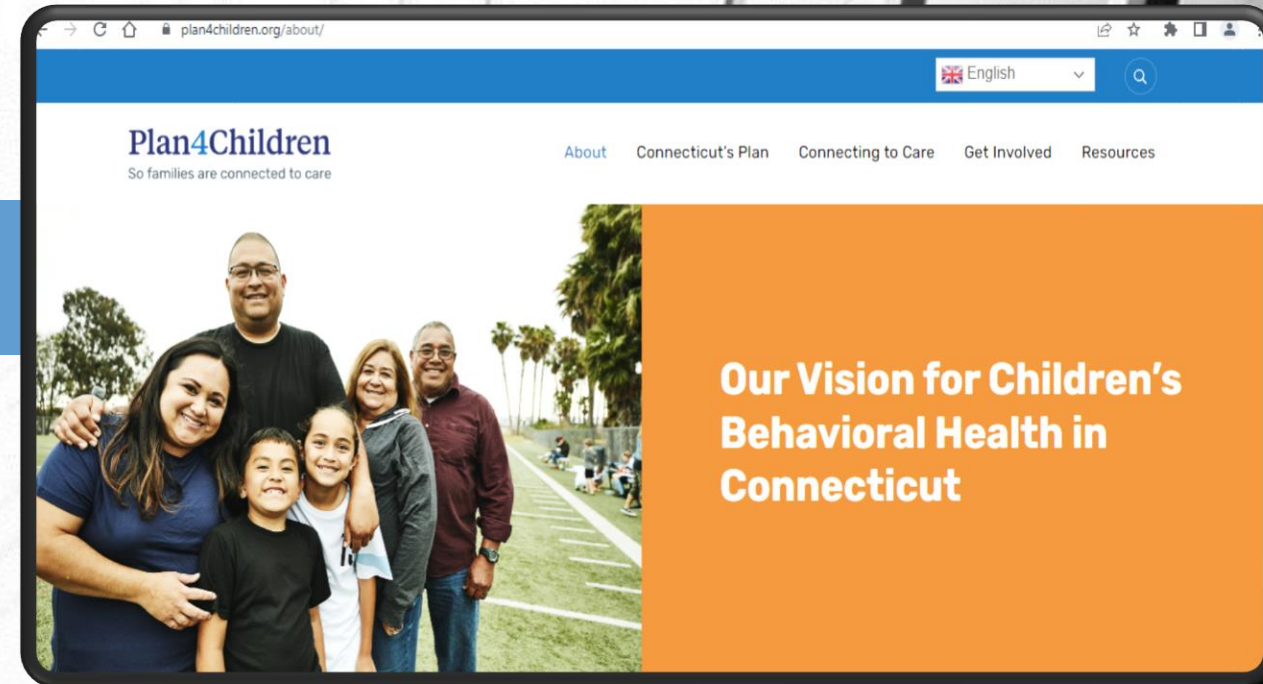 plan4children.org/about/
English
Plan4Children
So families are connected to care
About Connecticut's Plan Connecting to Care Get Involved Resources
Our Vision for Children's
Behavioral Health in
Connecticut